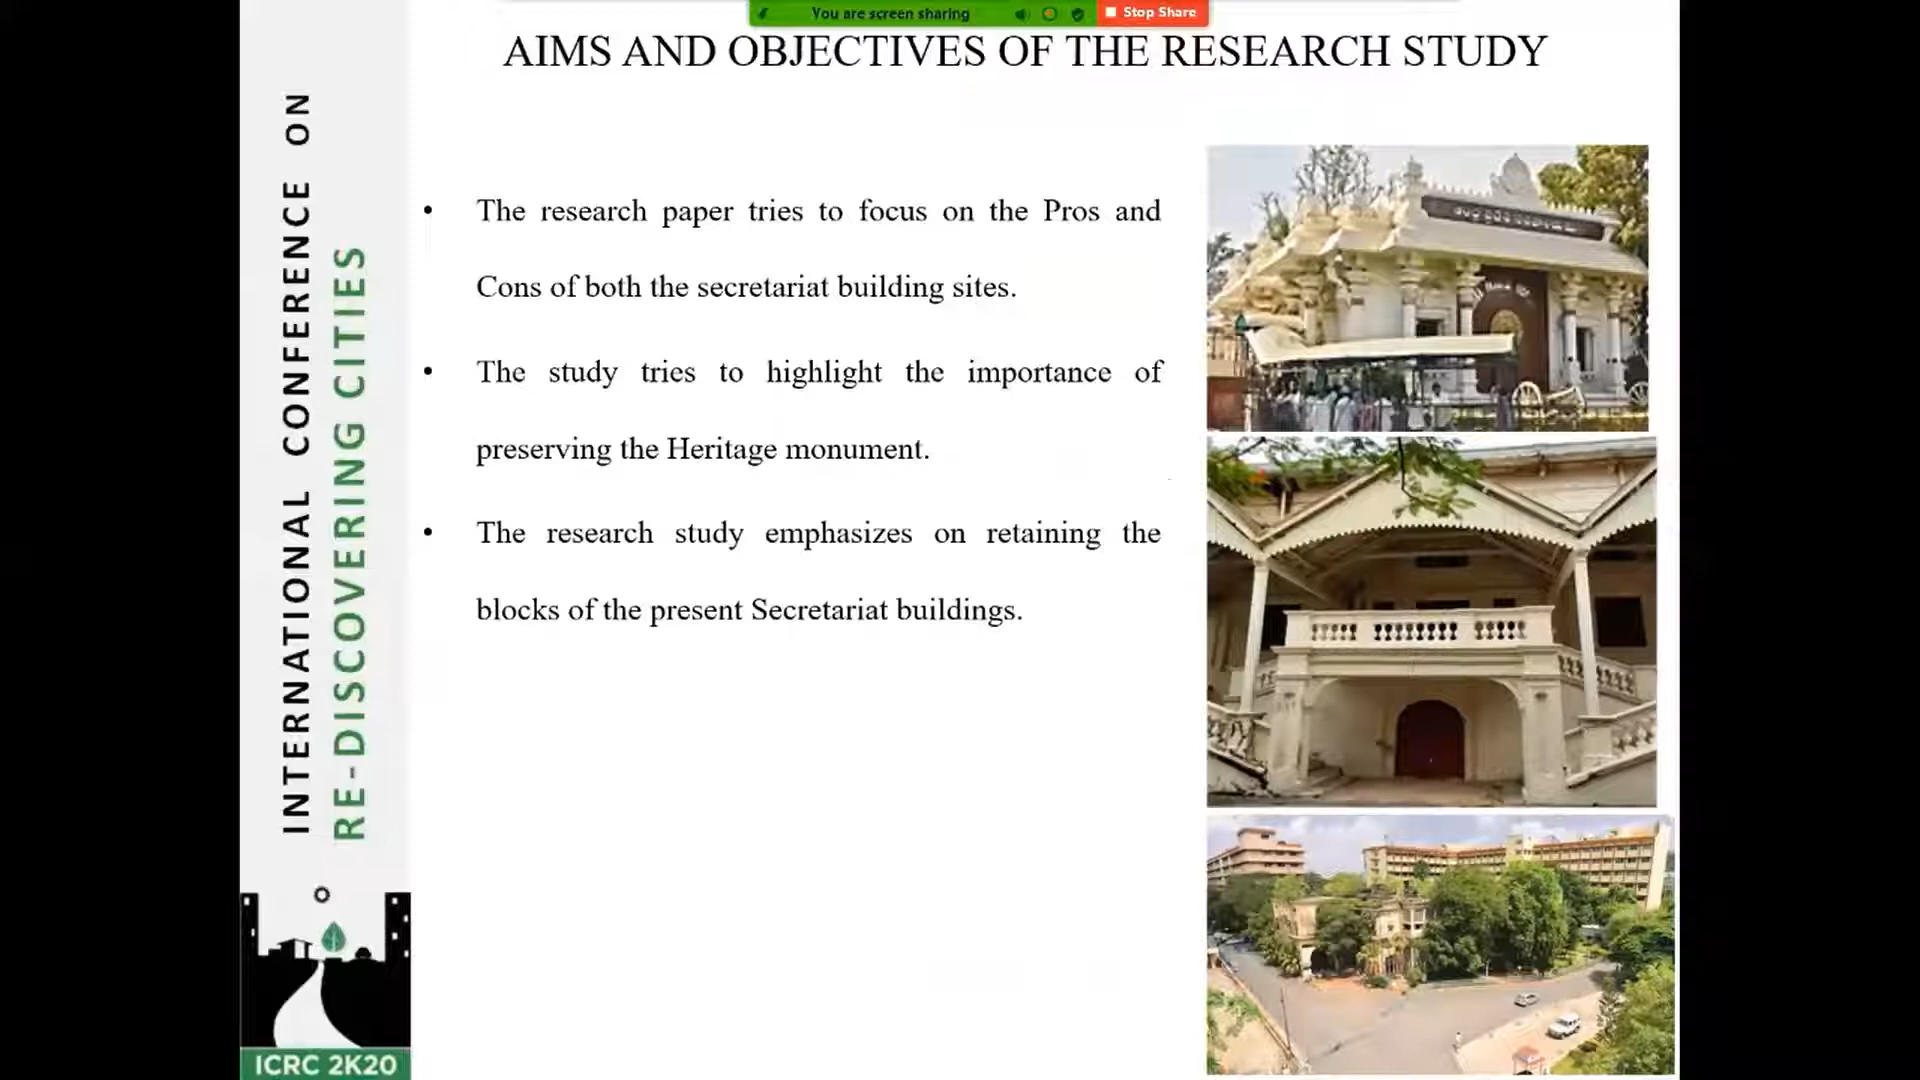 You are screen sharing
Stop Share
AIMS AND OBJECTIVES OF THE RESEARCH STUDY
INTERNATIONAL CONFERENCE ON
RE-DISCOVERING CITIES
• The research paper tries to focus on the Pros and
Cons of both the secretariat building sites.
• The study tries to highlight the importance of
preserving the Heritage monument.
• The research study emphasizes on retaining the
blocks of the present Secretariat buildings.
ICRC 2K20